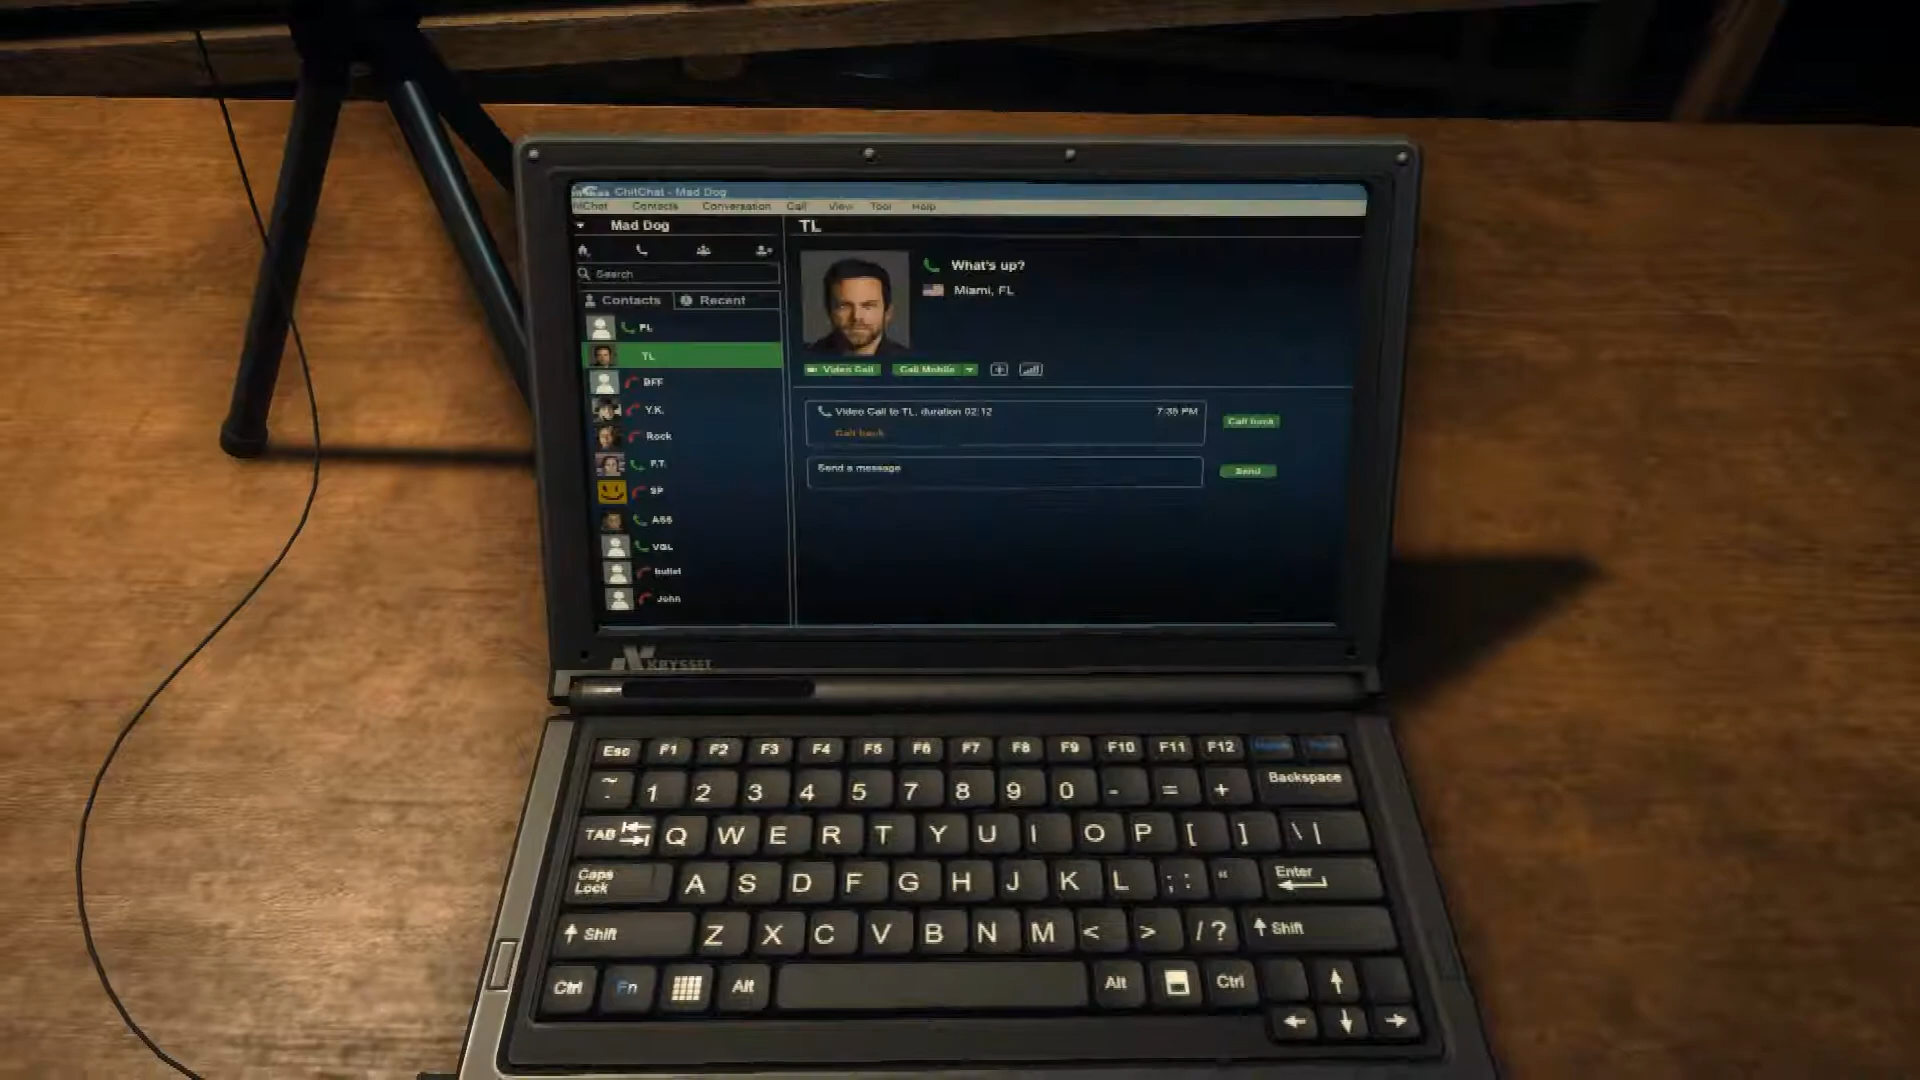 ChitChat - Mad Dog
Contacts Conversation Call View Tool Help
Mad Dog
TL
Search
Contacts Recent
TL
BFF
Y.K.
Rock
P.T.
SP
ASS
VGL
bullet
John
What's up?
Miami, FL
Video Call Call Mobile
Video Call to TL, duration 02:12 7:35 PM
Call back
Call back
Send a message
Send
KRYSSET
Esc F1 F2 F3 F4 F5 F6 F7 F8 F9 F10 F11 F12
~ - 1 2 3 4 5 6 7 8 9 0 - = + Backspace
TAB Q W E R T Y U I O P [ ] \ |
Caps Lock A S D F G H J K L ; : " Enter
Shift Z X C V B N M < > / ? Shift
Ctrl Fn Alt Alt Ctrl